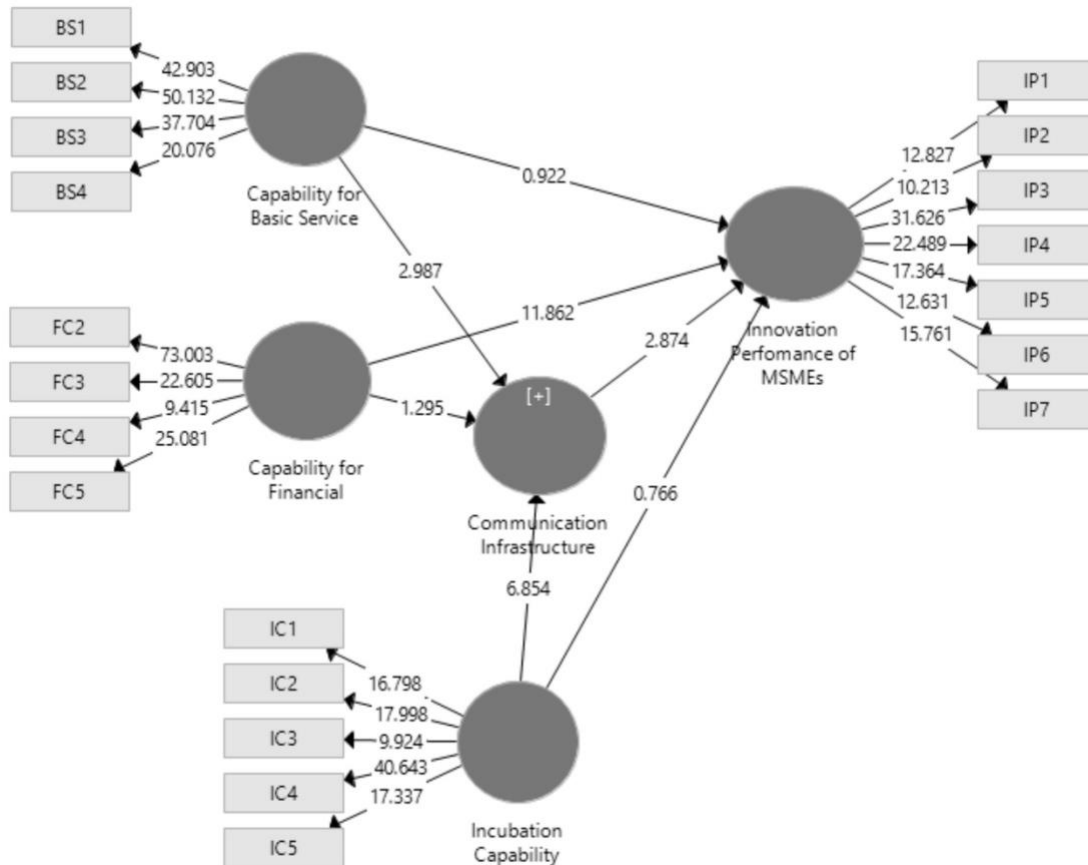 BS1
42.903
BS2
50.132
BS3
37.704
BS4
20.076
Capability for
Basic Service
0.922
2.987
IP1
12.827
IP2
10.213
IP3
31.626
IP4
22.489
17.364
IP5
12.631
IP6
15.761
IP7
Innovation
Perfomance of
MSMEs
FC2
73.003
FC3
22.605
FC4
9.415
FC5
25.081
Capability for
Financial
11.862
1.295
2.874
[+]
Communication
Infrastructure
0.766
6.854
IC1
16.798
IC2
17.998
IC3
9.924
IC4
40.643
17.337
IC5
Incubation
Capability